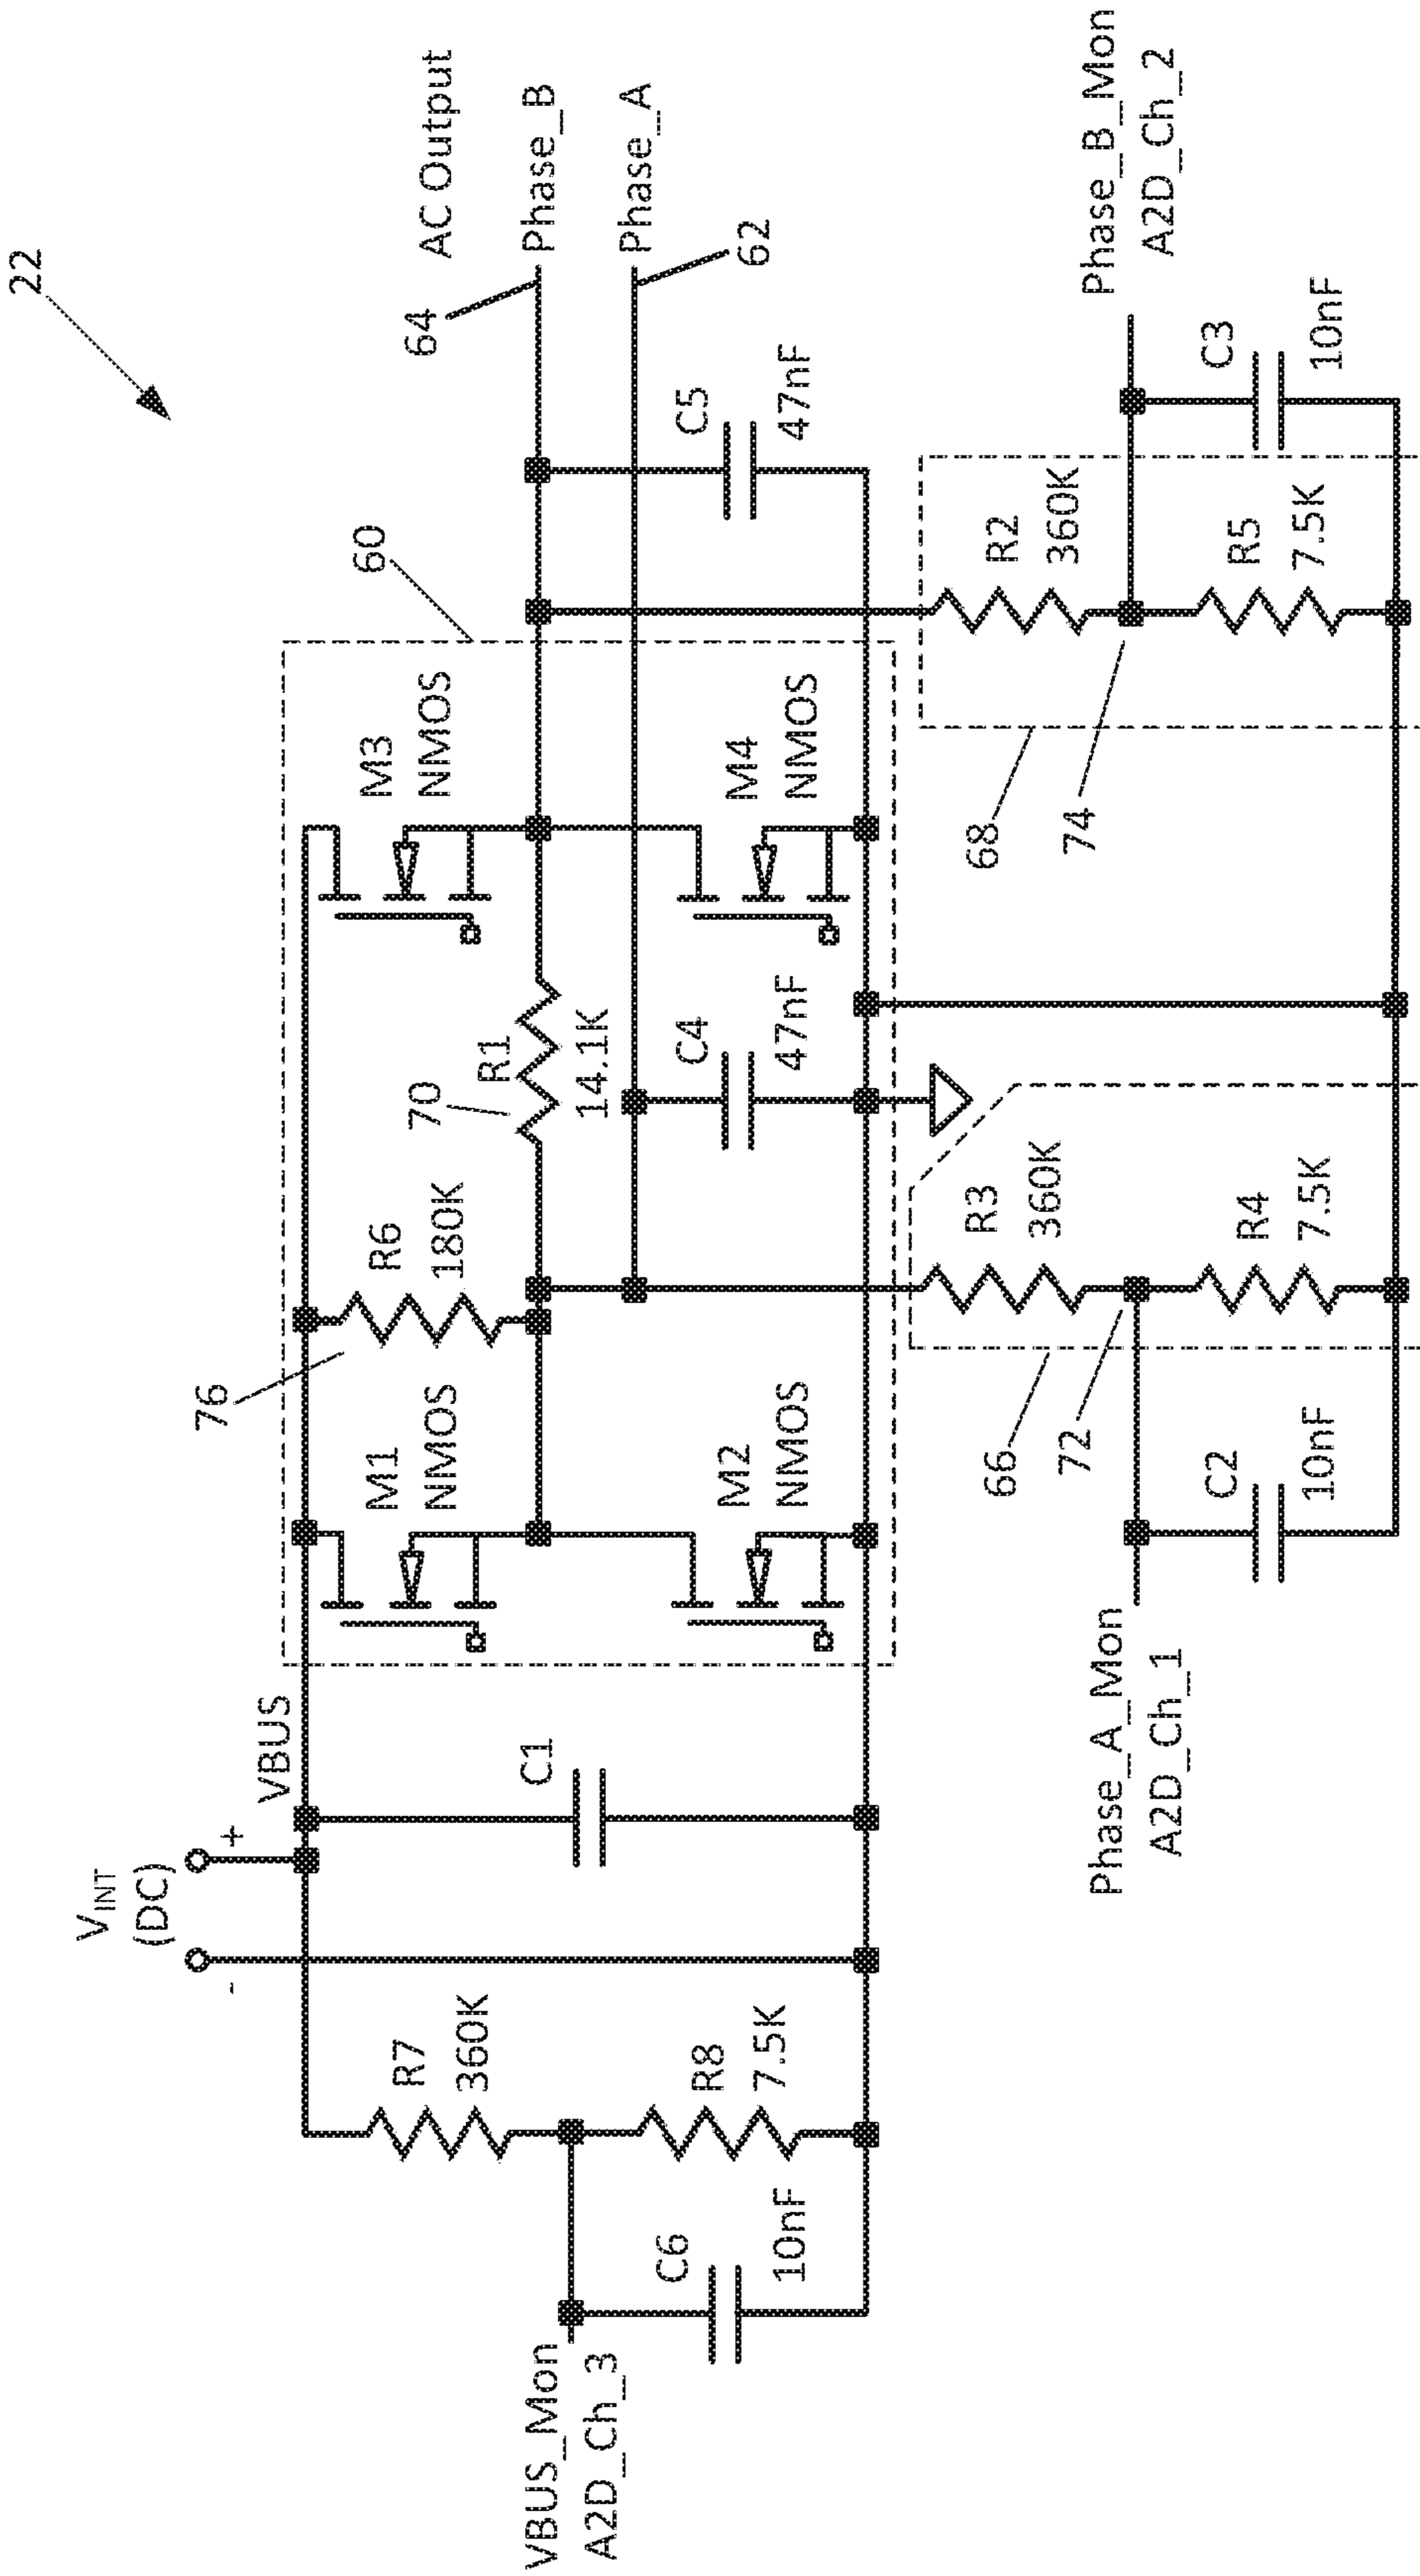 22
V_INT
(DC)
-
+
VBUS
76
60
AC Output
64
Phase_B
Phase_A
62
R7
360K
R8
7.5K
C6
10nF
VBUS_Mon
A2D_Ch_3
C1
M1
NMOS
M2
NMOS
R6
180K
70
R1
14.1K
C4
47nF
M3
NMOS
M4
NMOS
C5
47nF
66
72
R3
360K
R4
7.5K
C2
10nF
Phase_A_Mon
A2D_Ch_1
68
74
R2
360K
R5
7.5K
C3
10nF
Phase_B_Mon
A2D_Ch_2